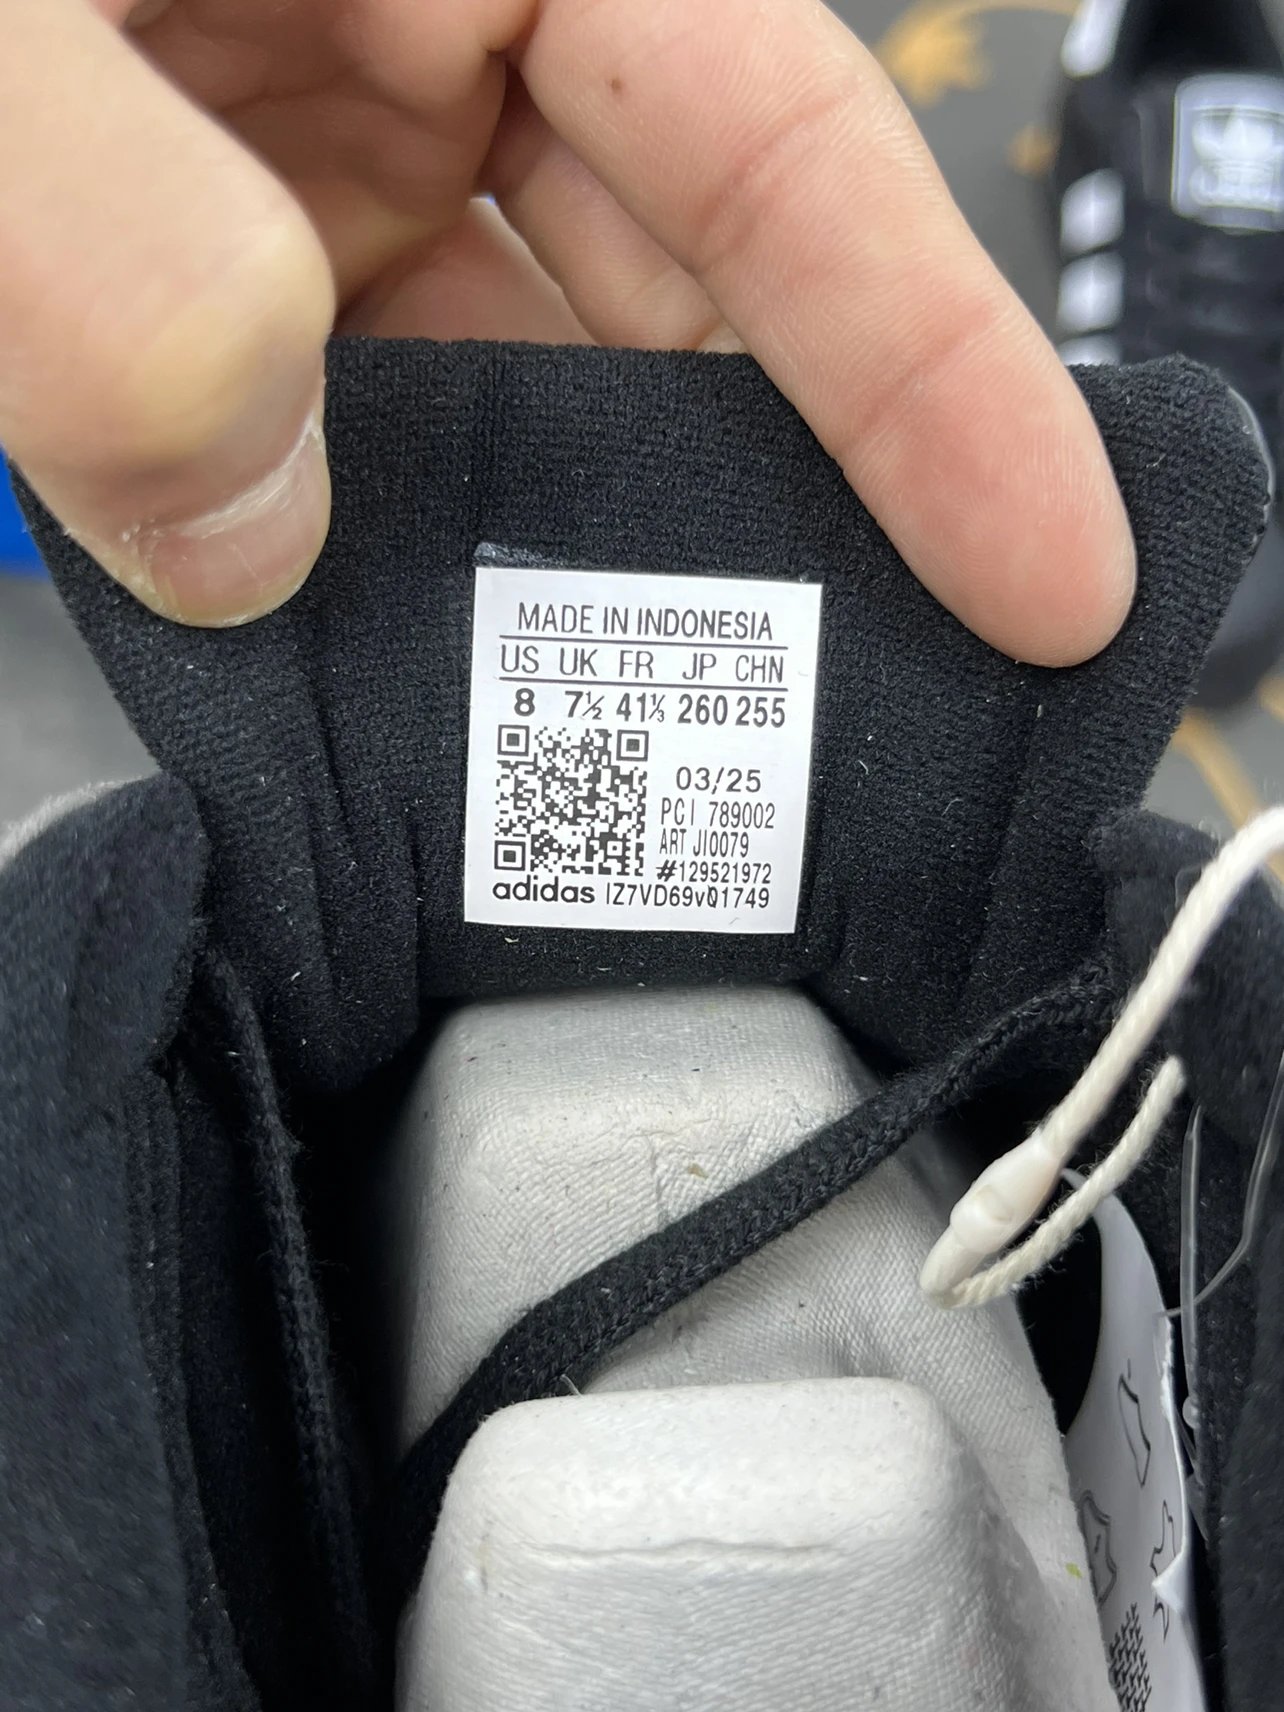 MADE IN INDONESIA
US UK FR JP CHN
8 7½ 41⅓ 260 255
03/25
PCI 789002
ART JI0079
#129521972
adidas IZ7VD69vQ1749